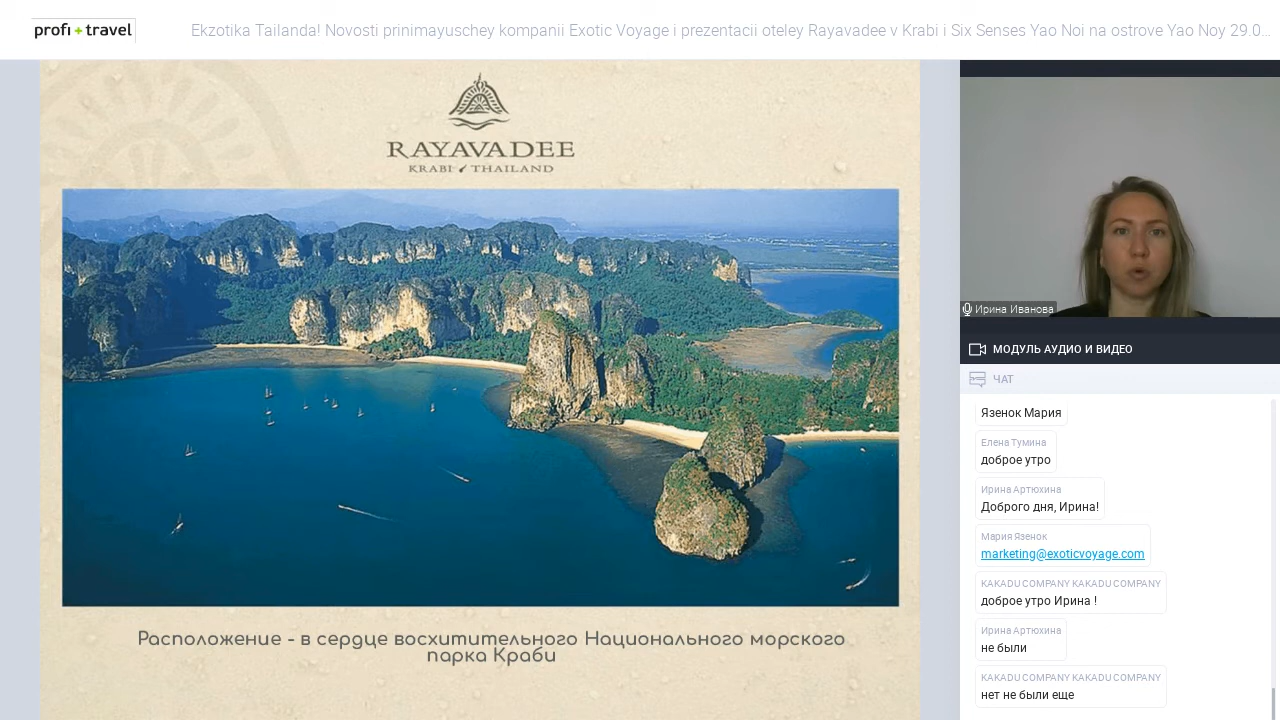 profi + travel
Ekzotika Tailanda! Novosti prinimayuschey kompanii Exotic Voyage i prezentacii oteley Rayavadee v Krabi i Six Senses Yao Noi na ostrove Yao Noy 29.0...
RAYAVADEE
KRABI THAILAND
Расположение - в сердце восхитительного Национального морского
парка Краби
Ирина Иванова
МОДУЛЬ АУДИО И ВИДЕО
ЧАТ
Язенок Мария
Елена Тумина
доброе утро
Ирина Артюхина
Доброго дня, Ирина!
Мария Язенок
marketing@exoticvoyage.com
KAKADU COMPANY KAKADU COMPANY
доброе утро Ирина !
Ирина Артюхина
не были
KAKADU COMPANY KAKADU COMPANY
нет не были еще